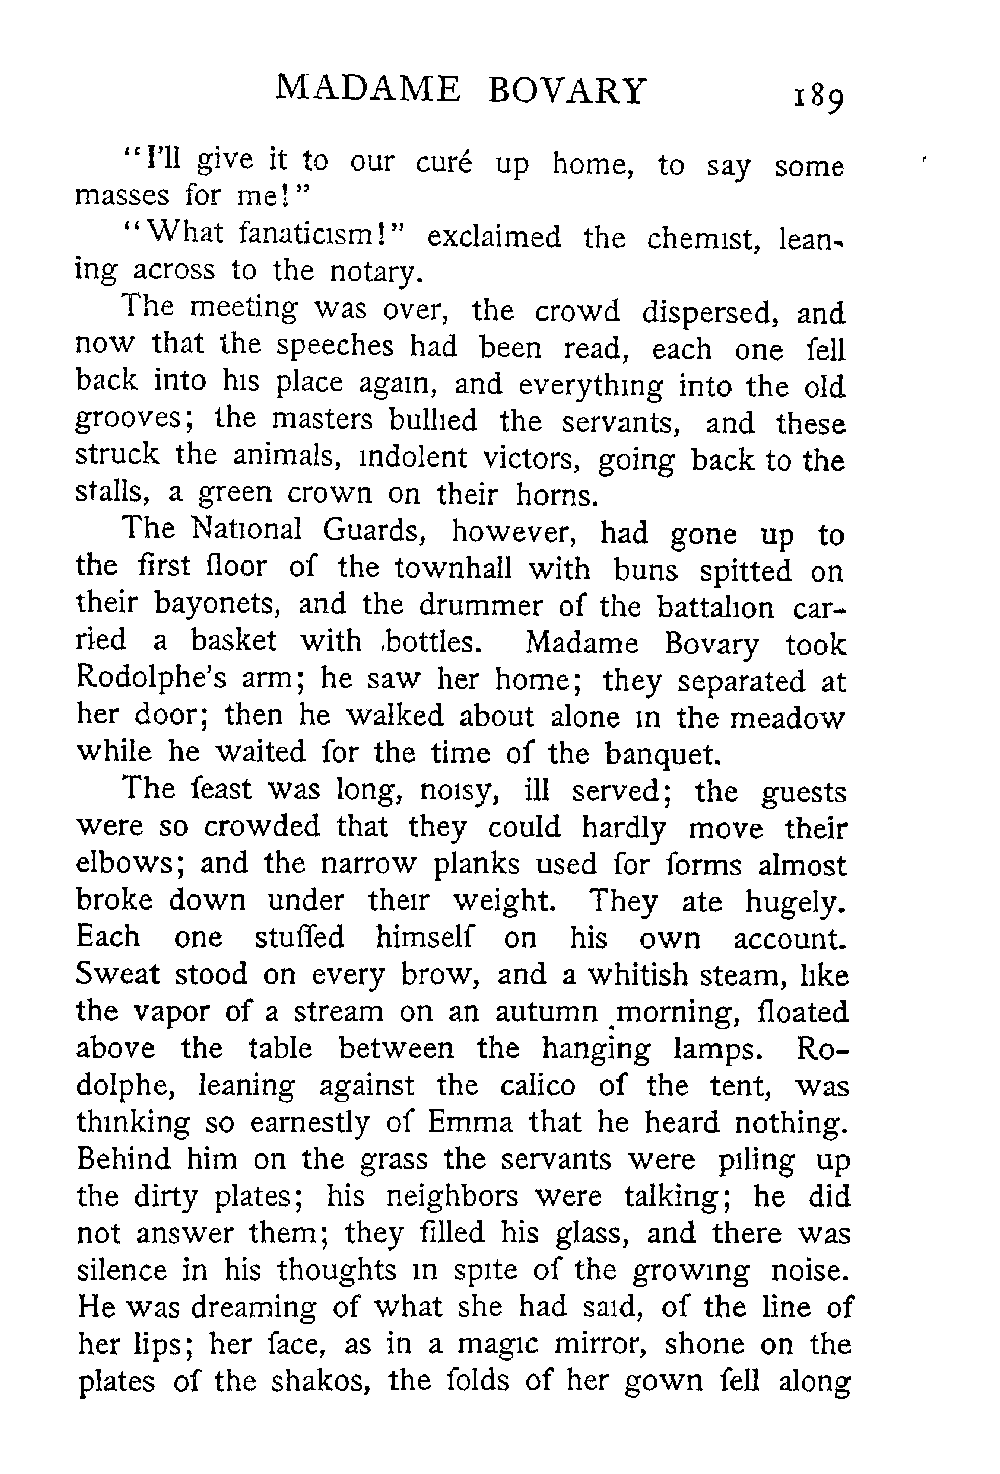 MADAME BOVARY 189
“I’ll give it to our curé up home, to say some
masses for me!”
“What fanaticism!” exclaimed the chemist, lean-
ing across to the notary.
The meeting was over, the crowd dispersed, and
now that the speeches had been read, each one fell
back into his place again, and everything into the old
grooves; the masters bullied the servants, and these
struck the animals, indolent victors, going back to the
stalls, a green crown on their horns.
The National Guards, however, had gone up to
the first floor of the townhall with buns spitted on
their bayonets, and the drummer of the battalion car-
ried a basket with bottles. Madame Bovary took
Rodolphe’s arm; he saw her home; they separated at
her door; then he walked about alone in the meadow
while he waited for the time of the banquet.
The feast was long, noisy, ill served; the guests
were so crowded that they could hardly move their
elbows; and the narrow planks used for forms almost
broke down under their weight. They ate hugely.
Each one stuffed himself on his own account.
Sweat stood on every brow, and a whitish steam, like
the vapor of a stream on an autumn morning, floated
above the table between the hanging lamps. Ro-
dolphe, leaning against the calico of the tent, was
thinking so earnestly of Emma that he heard nothing.
Behind him on the grass the servants were piling up
the dirty plates; his neighbors were talking; he did
not answer them; they filled his glass, and there was
silence in his thoughts in spite of the growing noise.
He was dreaming of what she had said, of the line of
her lips; her face, as in a magic mirror, shone on the
plates of the shakos, the folds of her gown fell along